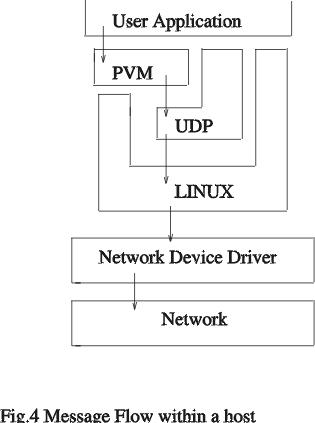 User Application
PVM
UDP
LINUX
Network Device Driver
Network
Fig.4 Message Flow within a host